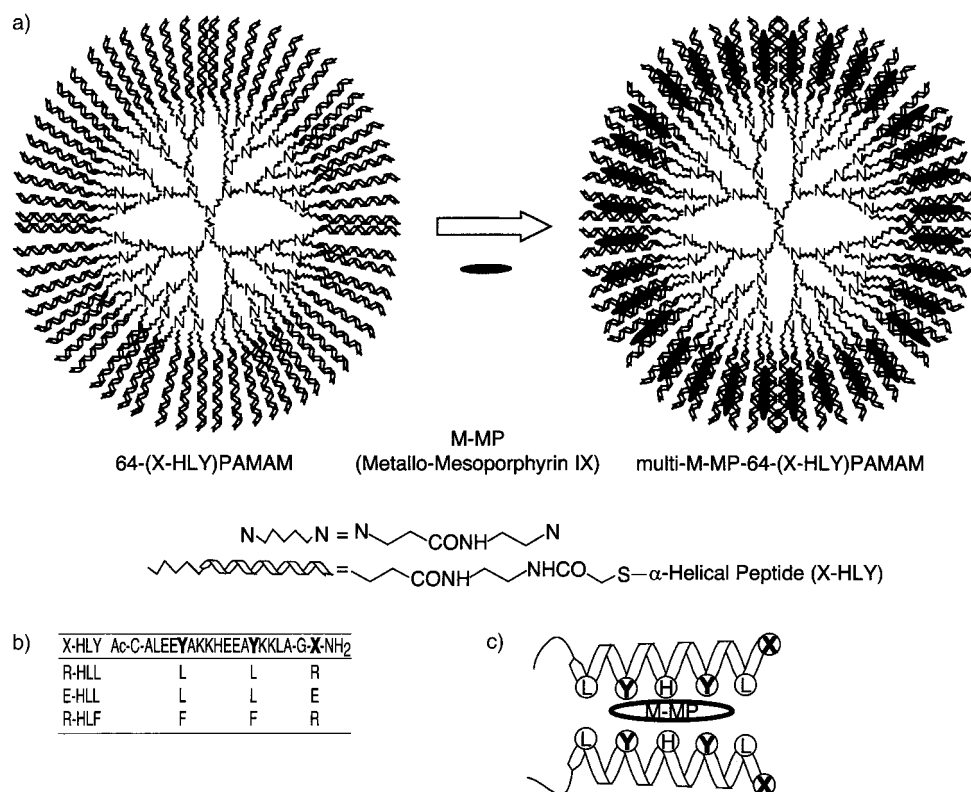 a)
64-(X-HLY)PAMAM
M-MP
(Metallo-Mesoporphyrin IX)
multi-M-MP-64-(X-HLY)PAMAM
N N = N CONH N
= CONH NHCO S-α-Helical Peptide (X-HLY)
b)
X-HLY Ac-C-ALEEYAKKHEEAYKKLA-G-X-NH2
R-HLL L L R
E-HLL L L E
R-HLF F F R
c)
X
L Y H Y L
M-MP
L Y H Y L
X